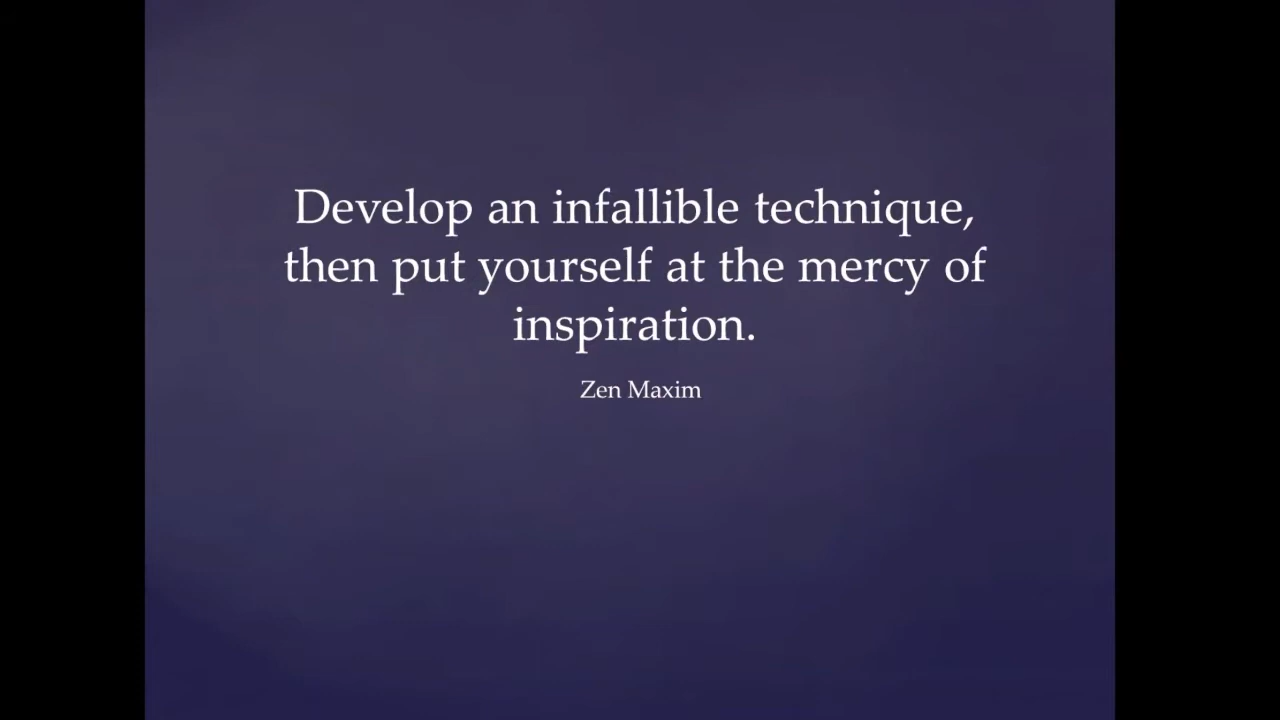 Develop an infallible technique,
then put yourself at the mercy of
inspiration.
Zen Maxim